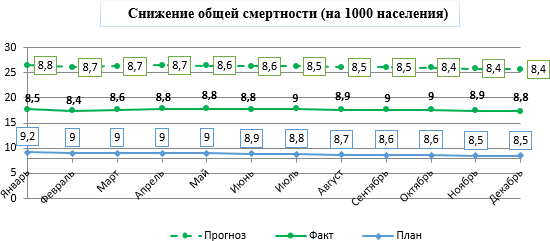 Снижение общей смертности (на 1000 населения)
30
25
20
15
10
5
0
8,8 8,7 8,7 8,7 8,6 8,6 8,5 8,5 8,5 8,4 8,4 8,4
8,5 8,4 8,6 8,8 8,8 8,8 9 8,9 9 9 8,9 8,8
9,2 9 9 9 9 8,9 8,8 8,7 8,6 8,6 8,5 8,5
Январь Февраль Март Апрель Май Июнь Июль Август Сентябрь Октябрь Ноябрь Декабрь
Прогноз Факт План